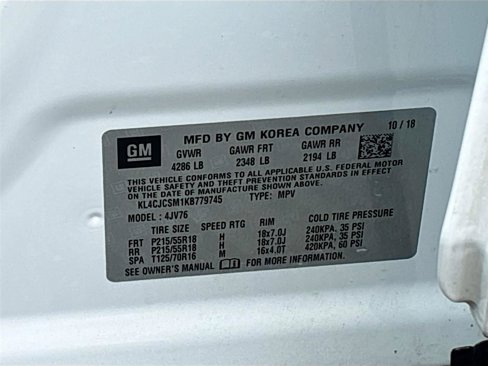 GM
MFD BY GM KOREA COMPANY 10 / 18
GVWR GAWR FRT GAWR RR
4286 LB 2348 LB 2194 LB
THIS VEHICLE CONFORMS TO ALL APPLICABLE U.S. FEDERAL MOTOR
VEHICLE SAFETY AND THEFT PREVENTION STANDARDS IN EFFECT
ON THE DATE OF MANUFACTURE SHOWN ABOVE.
KL4CJCSM1KB779745 TYPE: MPV
MODEL : 4JV76
TIRE SIZE SPEED RTG RIM COLD TIRE PRESSURE
FRT P215/55R18 H 18x7.0J 240KPA, 35 PSI
RR P215/55R18 H 18x7.0J 240KPA, 35 PSI
SPA T125/70R16 M 16x4.0T 420KPA, 60 PSI
SEE OWNER'S MANUAL FOR MORE INFORMATION.